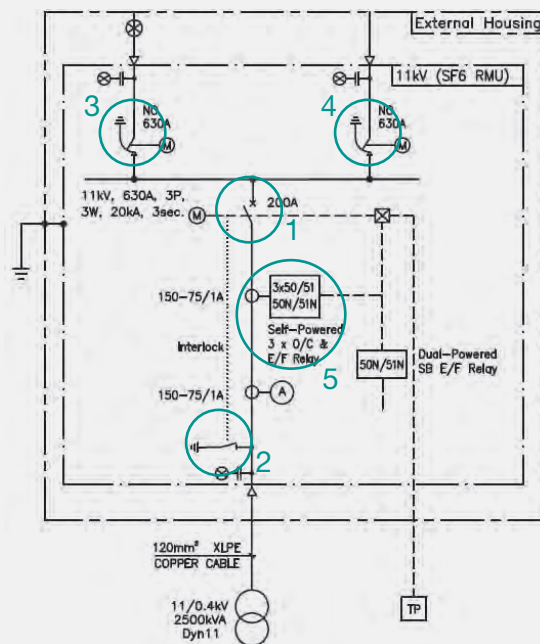 External Housing
11kV (SF6 RMU)
3
NO
630A
M
4
NO
630A
M
11kV, 630A, 3P,
3W, 20kA, 3sec.
M
200A
1
150-75/1A
3x50/51
50N/51N
Self-Powered
3 x O/C &
E/F Relay
5
Interlock
50N/51N
Dual-Powered
SB E/F Relay
150-75/1A
A
2
120mm² XLPE
COPPER CABLE
11/0.4kV
2500kVA
Dyn11
TP